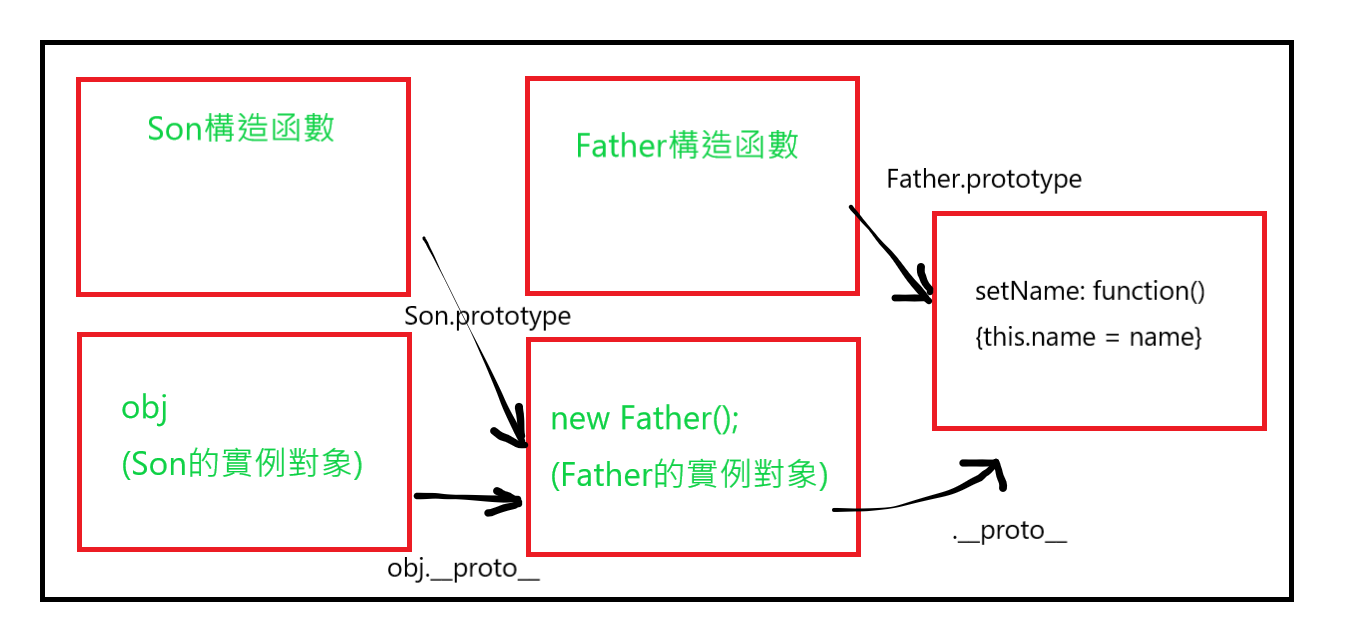 Son構造函數
Father構造函數
Father.prototype
setName: function()
{this.name = name}
Son.prototype
obj
(Son的實例對象)
new Father();
(Father的實例對象)
.__proto__
obj.__proto__